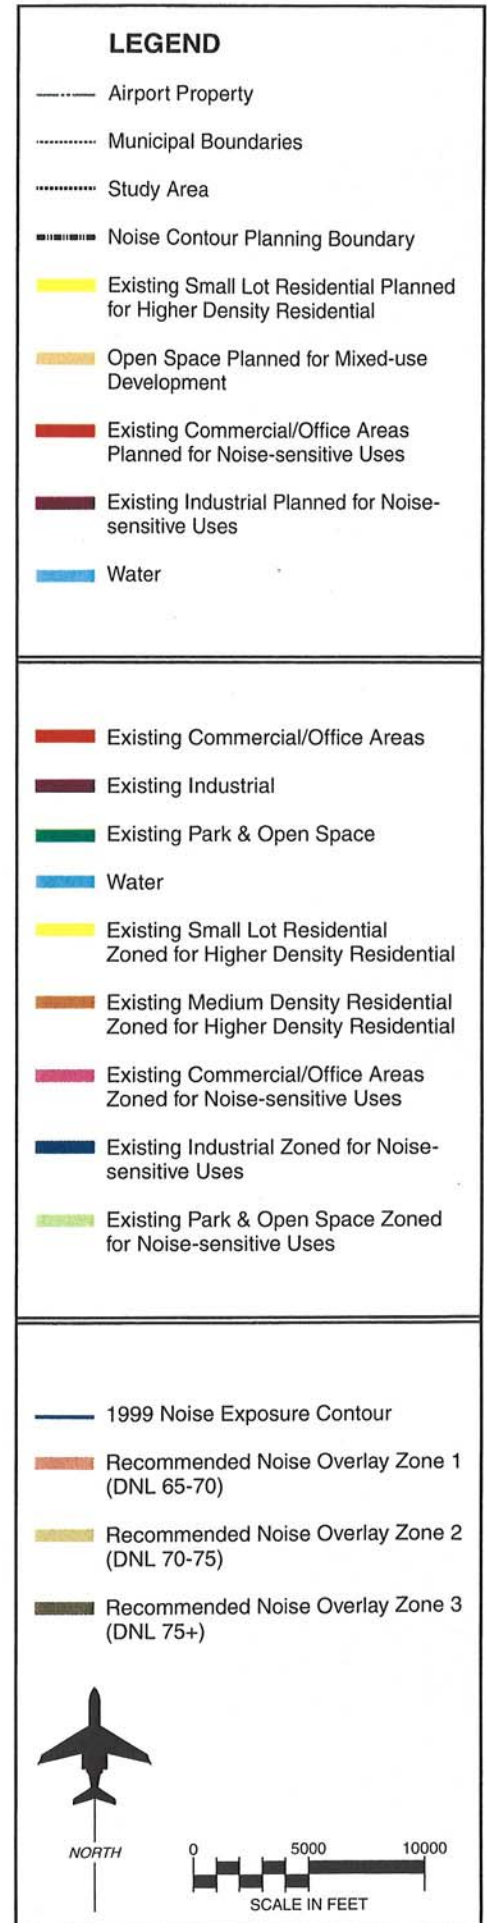 LEGEND
Airport Property
Municipal Boundaries
Study Area
Noise Contour Planning Boundary
Existing Small Lot Residential Planned
for Higher Density Residential
Open Space Planned for Mixed-use
Development
Existing Commercial/Office Areas
Planned for Noise-sensitive Uses
Existing Industrial Planned for Noise-
sensitive Uses
Water
Existing Commercial/Office Areas
Existing Industrial
Existing Park & Open Space
Water
Existing Small Lot Residential
Zoned for Higher Density Residential
Existing Medium Density Residential
Zoned for Higher Density Residential
Existing Commercial/Office Areas
Zoned for Noise-sensitive Uses
Existing Industrial Zoned for Noise-
sensitive Uses
Existing Park & Open Space Zoned
for Noise-sensitive Uses
1999 Noise Exposure Contour
Recommended Noise Overlay Zone 1
(DNL 65-70)
Recommended Noise Overlay Zone 2
(DNL 70-75)
Recommended Noise Overlay Zone 3
(DNL 75+)
NORTH
0 5000 10000
SCALE IN FEET